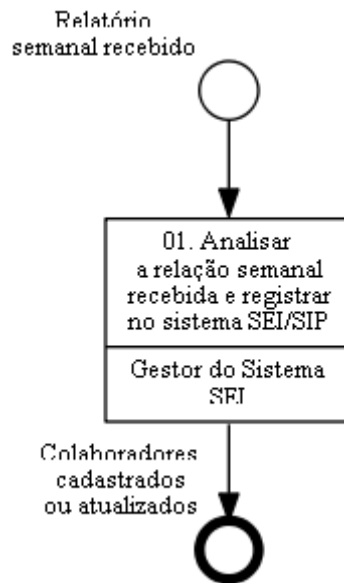 Relatório
semanal recebido
01. Analisar
a relação semanal
recebida e registrar
no sistema SEI/SIP
Gestor do Sistema
SEI
Colaboradores
cadastrados
ou atualizados